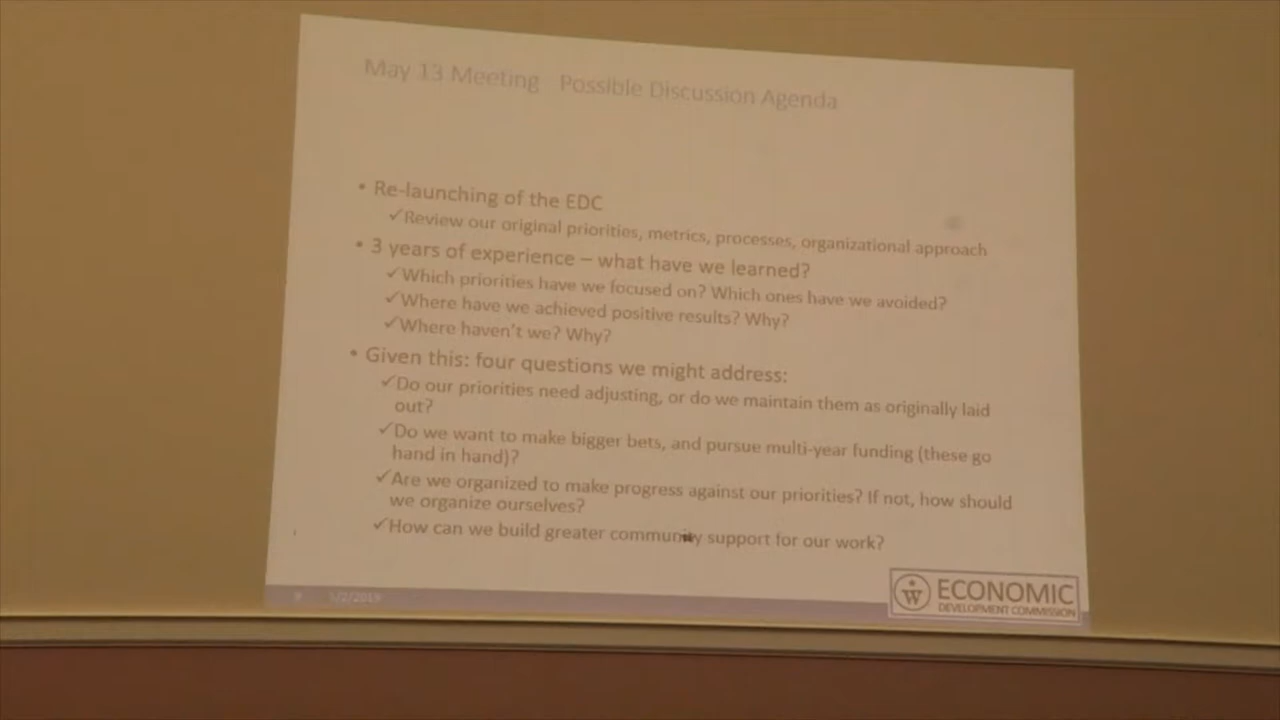 May 13 Meeting Possible Discussion Agenda
• Re-launching of the EDC
✓Review our original priorities, metrics, processes, organizational approach
• 3 years of experience – what have we learned?
✓Which priorities have we focused on? Which ones have we avoided?
✓Where have we achieved positive results? Why?
✓Where haven't we? Why?
• Given this: four questions we might address:
✓Do our priorities need adjusting, or do we maintain them as originally laid
out?
✓Do we want to make bigger bets, and pursue multi-year funding (these go
hand in hand)?
✓Are we organized to make progress against our priorities? If not, how should
we organize ourselves?
✓How can we build greater community support for our work?
5/2/2019
W
ECONOMIC
DEVELOPMENT COMMISSION